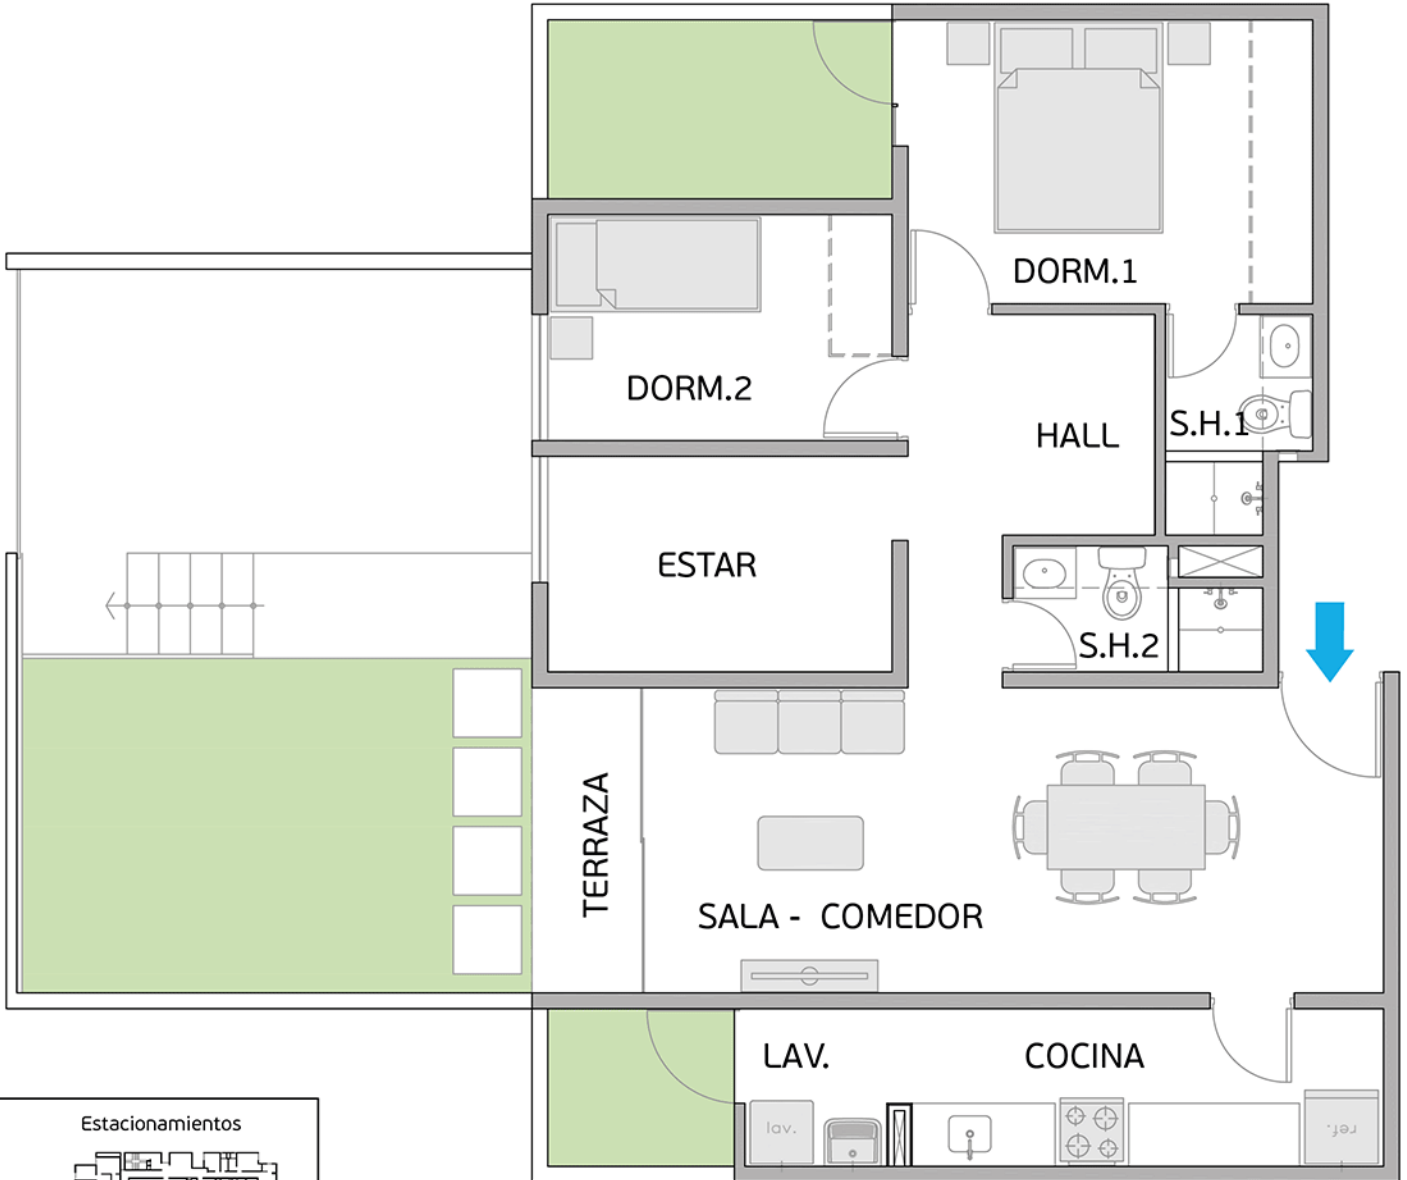 DORM.1
DORM.2
HALL
S.H.1
ESTAR
S.H.2
TERRAZA
SALA - COMEDOR
LAV.
COCINA
lav.
ref.
Estacionamientos